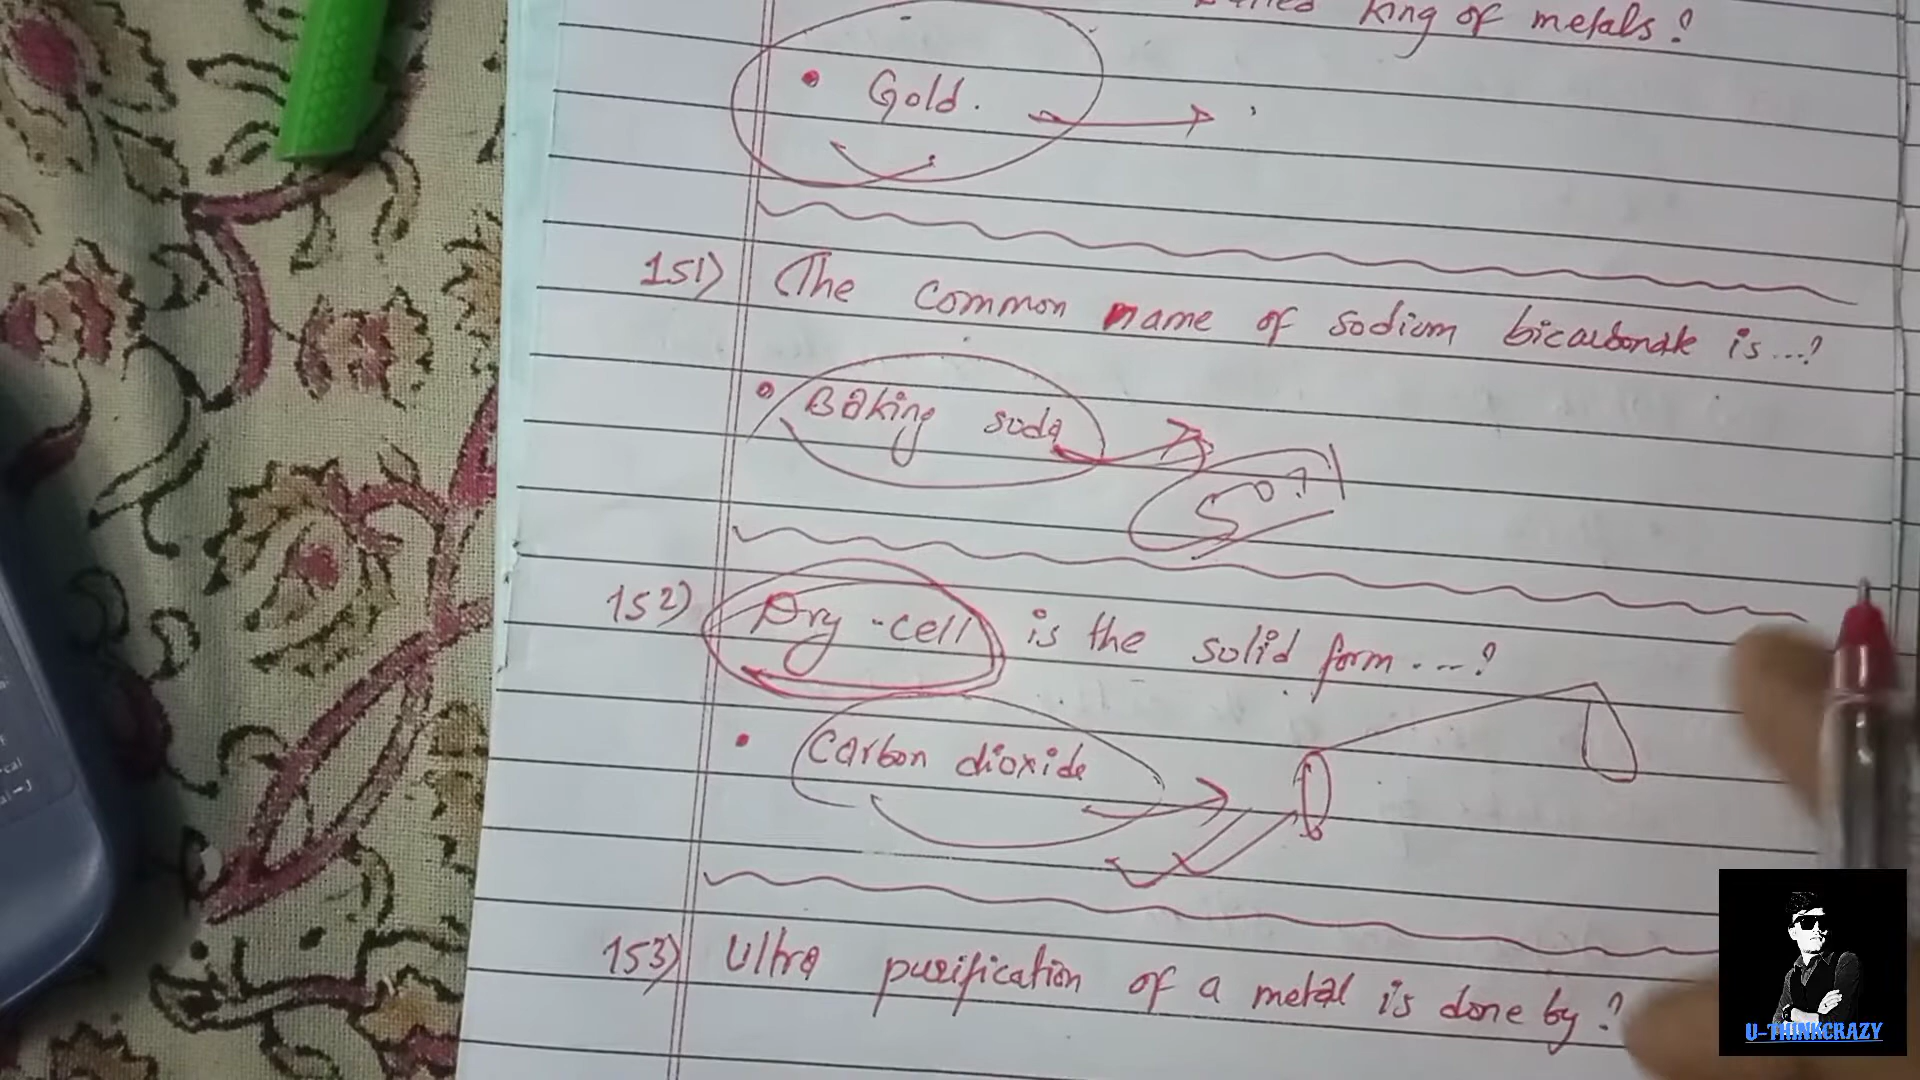 king of metals?
• Gold.
151) The common name of sodium bicarbonate is...?
• Baking soda
152) Dry-cell is the solid form...?
• Carbon dioxide
153) Ultra purification of a metal is done by?
U-THINKCRAZY